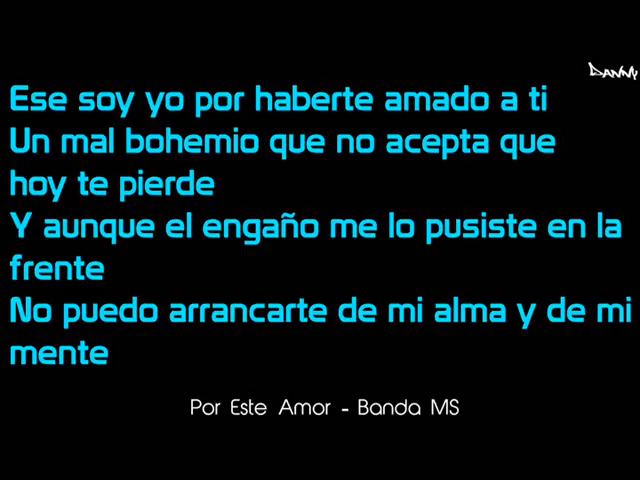 DANNY
Ese soy yo por haberte amado a ti
Un mal bohemio que no acepta que
hoy te pierde
Y aunque el engaño me lo pusiste en la
frente
No puedo arrancarte de mi alma y de mi
mente
Por Este Amor - Banda MS